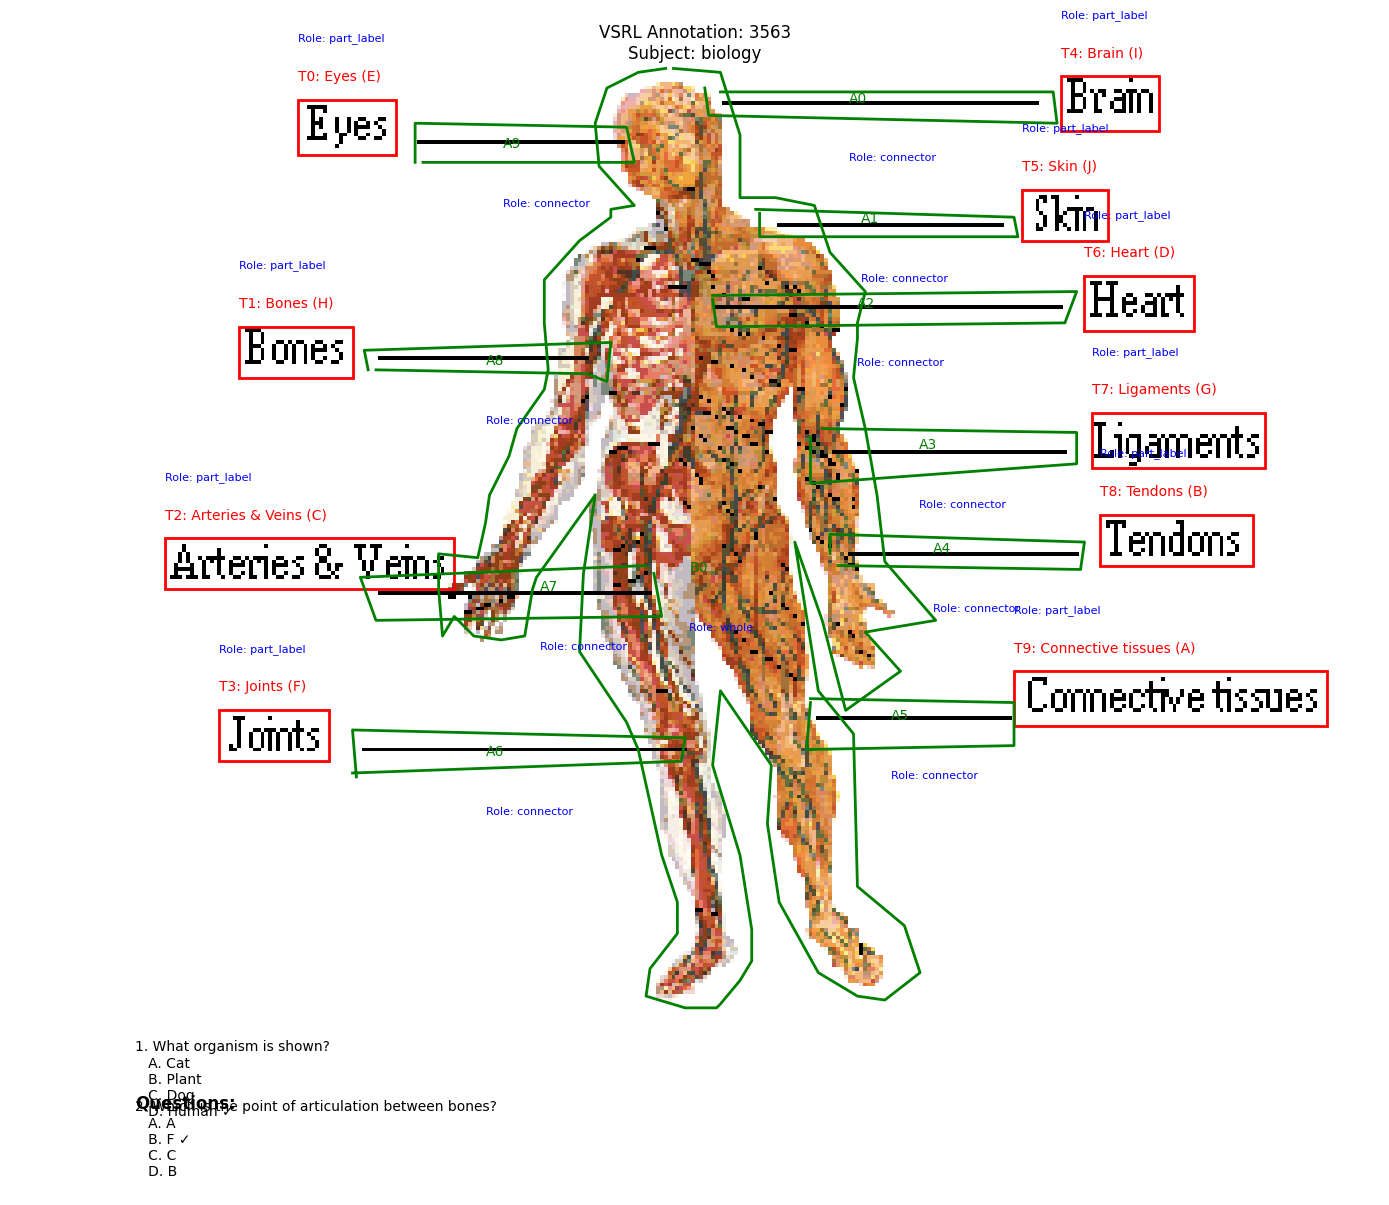 VSRL Annotation: 3563
Subject: biology
Role: part_label
T0: Eyes (E)
Eyes
Role: part_label
T4: Brain (I)
Brain
A0
Role: connector
A9
Role: connector
Role: part_label
T5: Skin (J)
Skin
A1
Role: connector
Role: part_label
T6: Heart (D)
Heart
A2
Role: connector
Role: part_label
T1: Bones (H)
Bones
A8
Role: connector
Role: part_label
T7: Ligaments (G)
Ligaments
A3
Role: connector
Role: part_label
T2: Arteries & Veins (C)
Arteries & Veins
A7
Role: connector
Role: part_label
T8: Tendons (B)
Tendons
A4
Role: connector
B0
Role: whole
Role: part_label
T3: Joints (F)
Joints
A6
Role: connector
Role: part_label
T9: Connective tissues (A)
Connective tissues
A5
Role: connector
Questions:
1. What organism is shown?
A. Cat
B. Plant
C. Dog
D. Human ✓
2. point of articulation between bones?
A. A
B. F ✓
C. C
D. B